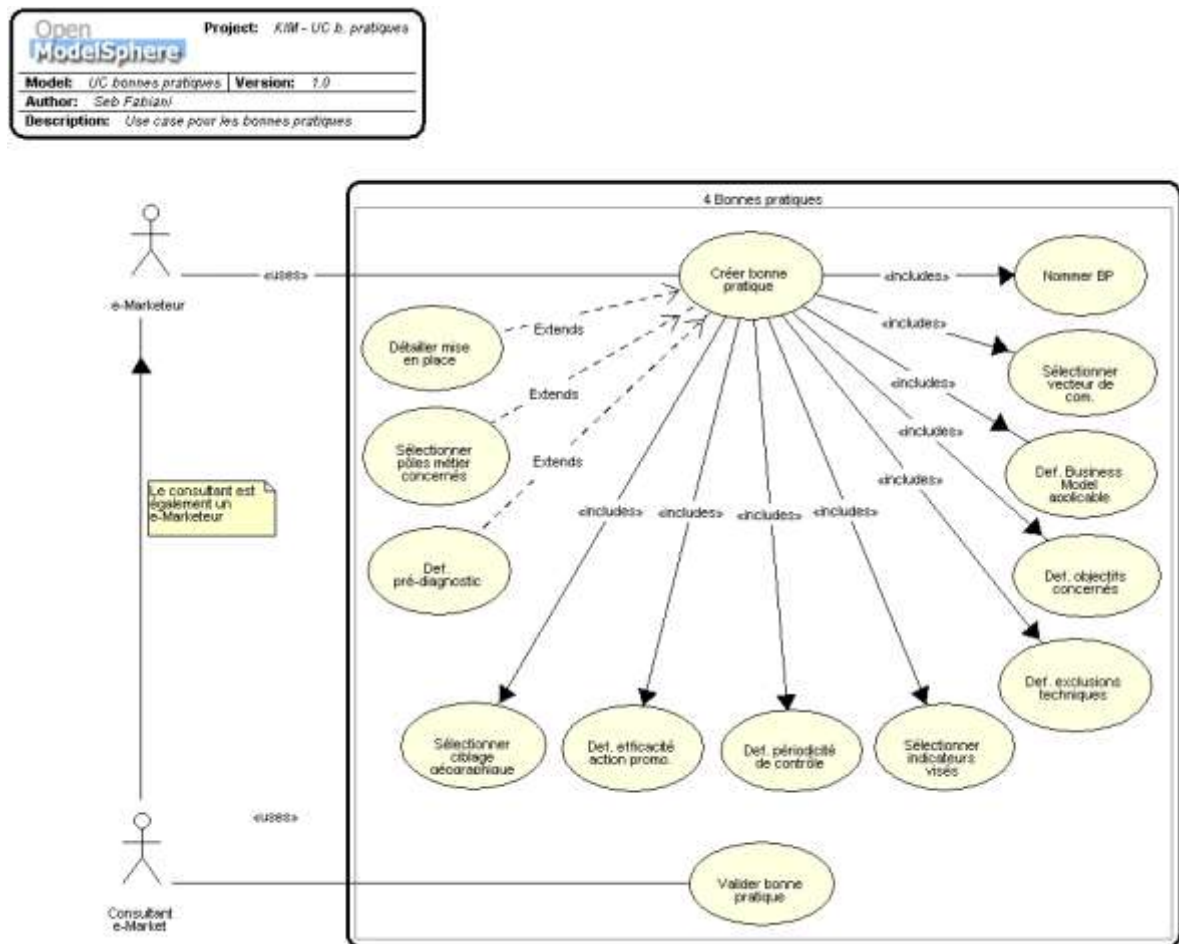 Open
ModelSphere
Project: KIM - UC b. pratiques
Model: UC bonnes pratiques Version: 1.0
Author: Seb Fabiani
Description: Use case pour les bonnes pratiques
4 Bonnes pratiques
e-Marketeur
«uses»
Créer bonne
pratique
«includes»
Nommer BP
«includes»
Sélectionner
vecteur de
com.
«includes»
Def. Business
Model
applicable
«includes»
Def. objectifs
concernés
«includes»
Def. exclusions
techniques
Extends
Détailler mise
en place
Extends
Sélectionner
pôles métier
concernés
Extends
Def.
pré-diagnostic
Le consultant est
également un
e-Marketeur
«includes»
«includes»
«includes»
«includes»
Sélectionner
ciblage
géographique
Def. efficacité
action promo.
Def. périodicité
de contrôle
Sélectionner
indicateurs
visés
«uses»
Valider bonne
pratique
Consultant
e-Market